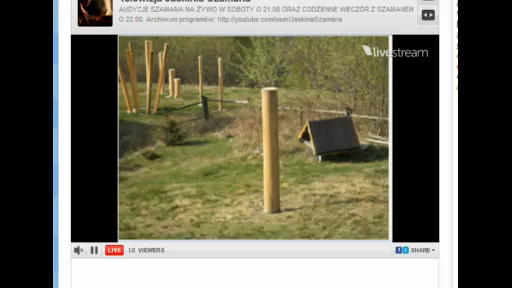 Telewizja Jaskinia Szamana
AUDYCJE SZAMANA NA ŻYWO W SOBOTY O 21.00 ORAZ CODZIENNE WIECZÓR Z SZAMANEM
O 22.00. Archiwum programów: http://youtube.com/user/JaskiniaSzamana
livestream
LIVE 10 VIEWERS SHARE